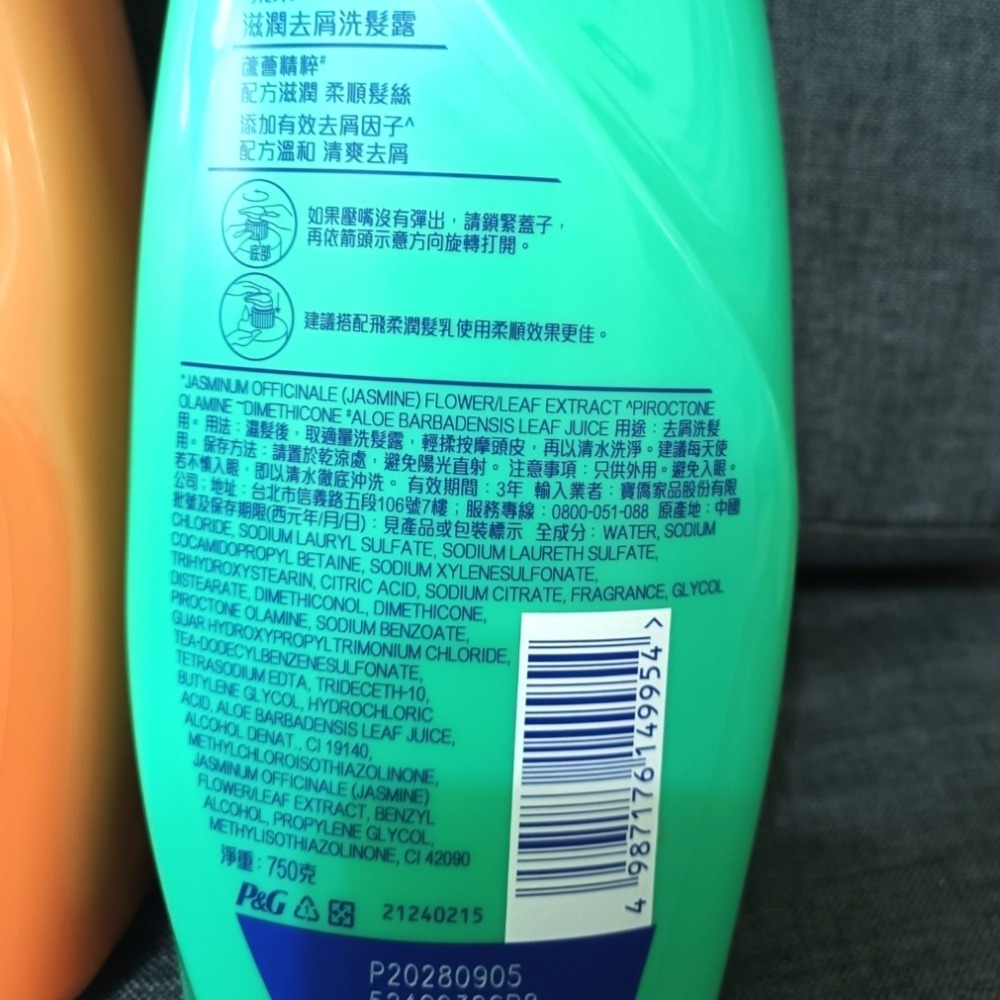 滋潤去屑洗髮露
蘆薈精粹#
配方滋潤 柔順髮絲
添加有效去屑因子^
配方溫和 清爽去屑
底部
如果壓嘴沒有彈出，請鎖緊蓋子，
再依箭頭示意方向旋轉打開。
建議搭配飛柔潤髮乳使用柔順效果更佳。
*JASMINUM OFFICINALE (JASMINE) FLOWER/LEAF EXTRACT ^PIROCTONE
OLAMINE ~DIMETHICONE #ALOE BARBADENSIS LEAF JUICE 用途：去屑洗髮
用。用法：濕髮後，取適量洗髮露，輕揉按摩頭皮，再以清水洗淨。建議每天使
用。保存方法：請置於乾涼處，避免陽光直射。 注意事項：只供外用。避免入眼。
若不慎入眼，即以清水徹底沖洗。 有效期間：3年 輸入業者：寶僑家品股份有限
公司；地址：台北市信義路五段106號7樓；服務專線：0800-051-088 原產地：中國
批號及保存期限(西元年/月/日)：見產品或包裝標示 全成分：WATER, SODIUM
CHLORIDE, SODIUM LAURYL SULFATE, SODIUM LAURETH SULFATE,
COCAMIDOPROPYL BETAINE, SODIUM XYLENESULFONATE,
TRIHYDROXYSTEARIN, CITRIC ACID, SODIUM CITRATE, FRAGRANCE, GLYCOL
DISTEARATE, DIMETHICONOL, DIMETHICONE,
PIROCTONE OLAMINE, SODIUM BENZOATE,
GUAR HYDROXYPROPYLTRIMONIUM CHLORIDE,
TEA-DODECYLBENZENESULFONATE,
TETRASODIUM EDTA, TRIDECETH-10,
BUTYLENE GLYCOL, HYDROCHLORIC
ACID, ALOE BARBADENSIS LEAF JUICE,
ALCOHOL DENAT., CI 19140,
METHYLCHLOROISOTHIAZOLINONE,
JASMINUM OFFICINALE (JASMINE)
FLOWER/LEAF EXTRACT, BENZYL
ALCOHOL, PROPYLENE GLYCOL,
METHYLISOTHIAZOLINONE, CI 42090
淨重：750克
P&G
21240215
4 987176 149954 >
P20280905